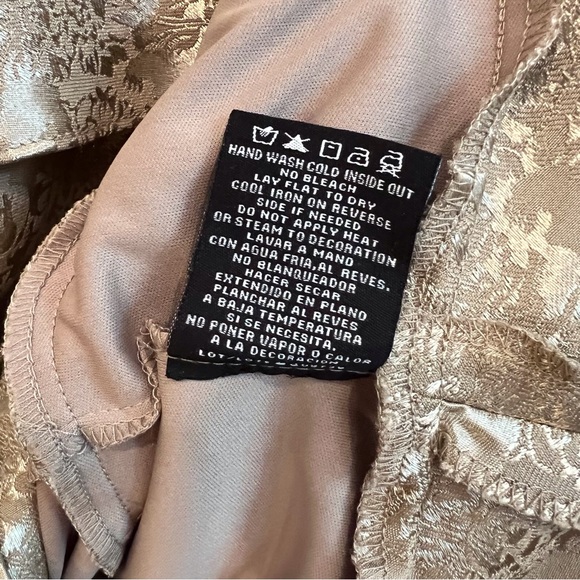 HAND WASH COLD INSIDE OUT
NO BLEACH
LAY FLAT TO DRY
COOL IRON ON REVERSE
SIDE IF NEEDED
DO NOT APPLY HEAT
OR STEAM TO DECORATION
LAVAR A MANO
CON AGUA FRIA,AL REVES.
NO BLANQUEADOR
HACER SECAR
EXTENDIDO EN PLANO
PLANCHAR AL REVES
A BAJA TEMPERATURA
SI SE NECESITA.
NO PONER VAPOR O CALOR
A LA DECORACION